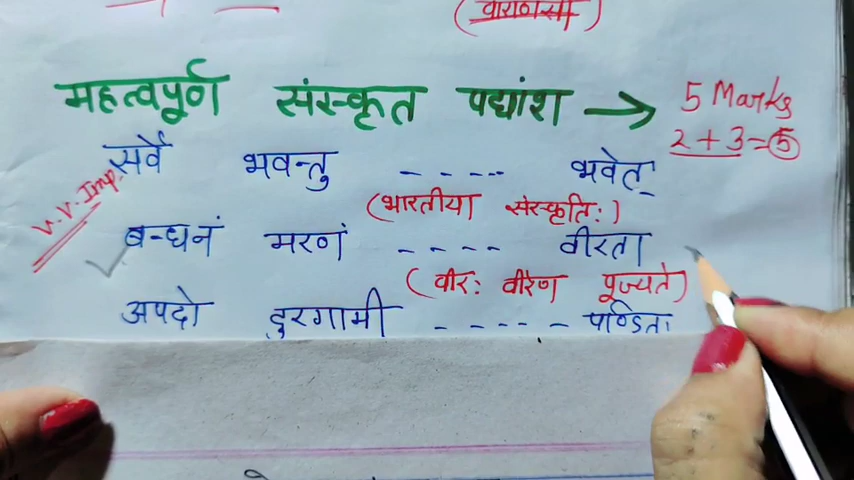 (वाराणसी)
महत्वपूर्ण संस्कृत पद्यांश → 5 Marks
2 + 3 = 5
सर्वे भवन्तु - - - - भवेत्
V.V. Imp.
(भारतीया संस्कृति:)
बन्धनं मरणं - - - - वीरता
(वीर: वीरेण पूज्यते)
अपदो दुरगामी - - - - - पण्डिता